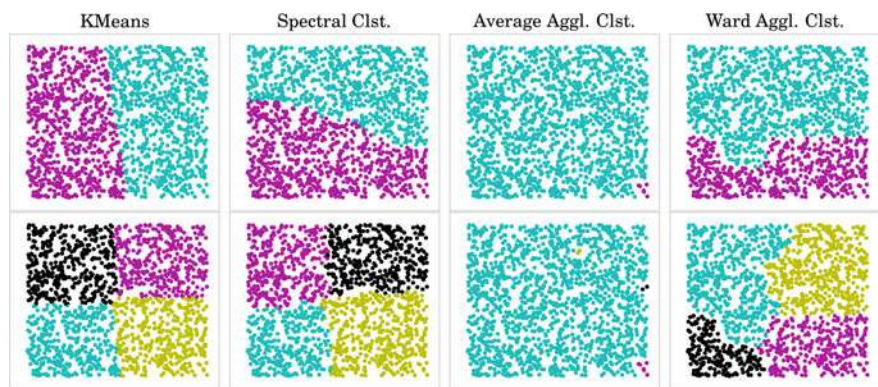 KMeans
Spectral Clst.
Average Aggl. Clst.
Ward Aggl. Clst.